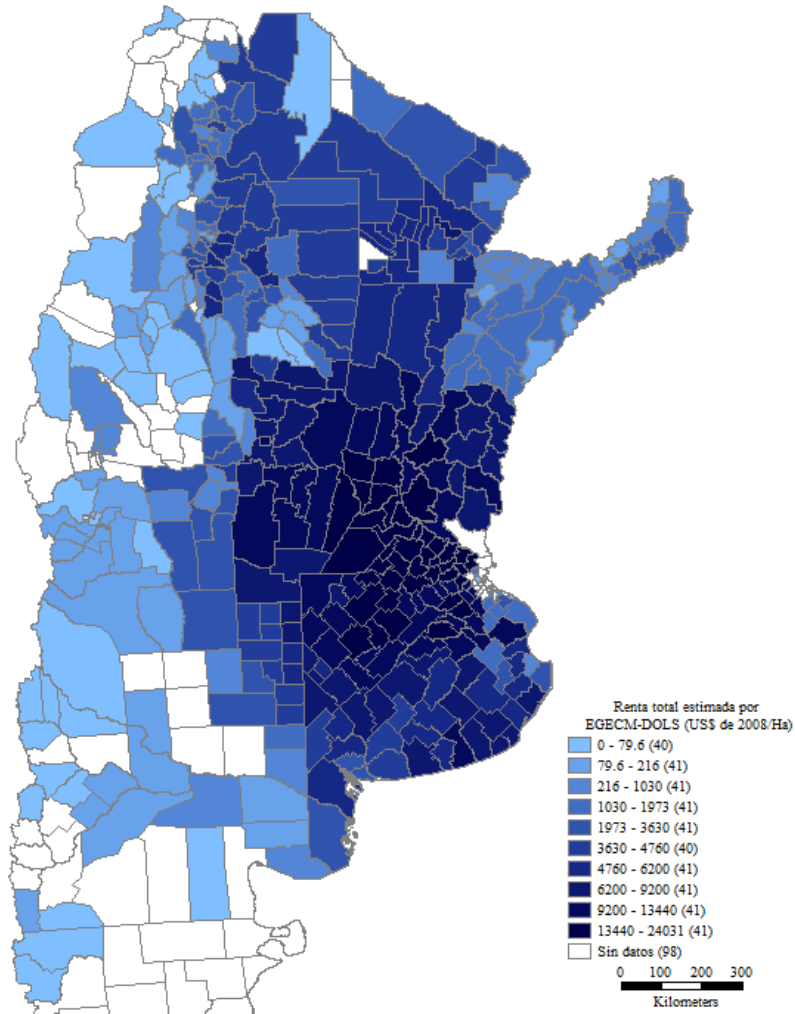 Renta total estimada por
EGECM-DOLS (US$ de 2008/Ha)
0 - 79.6 (40)
79.6 - 216 (41)
216 - 1030 (41)
1030 - 1973 (41)
1973 - 3630 (41)
3630 - 4760 (40)
4760 - 6200 (41)
6200 - 9200 (41)
9200 - 13440 (41)
13440 - 24031 (41)
Sin datos (98)
0 100 200 300
Kilometers